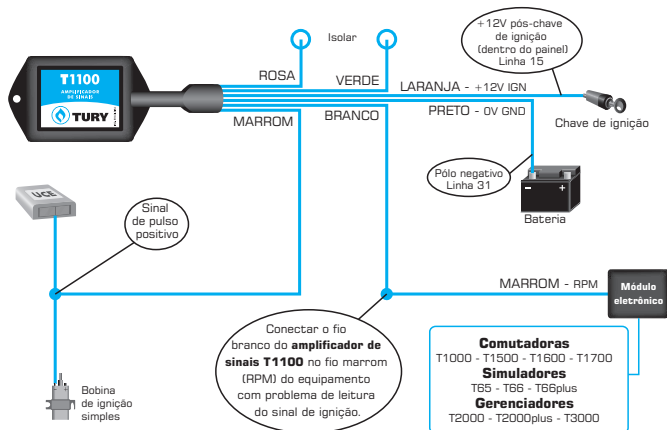 T1100
AMPLIFICADOR
DE SINAIS
TURY
Isolar
ROSA
VERDE
MARROM
BRANCO
LARANJA - +12V IGN
PRETO - 0V GND
+12V pós-chave
de ignição
(dentro do painel)
Linha 15
Chave de ignição
Pólo negativo
Linha 31
- +
Bateria
UCE
Sinal
de pulso
positivo
Bobina
de ignição
simples
Conectar o fio
branco do amplificador de
sinais T1100 no fio marrom
(RPM) do equipamento
com problema de leitura
do sinal de ignição.
MARROM - RPM
Módulo
eletrônico
Comutadoras
T1000 - T1500 - T1600 - T1700
Simuladores
T65 - T66 - T66plus
Gerenciadores
T2000 - T2000plus - T3000